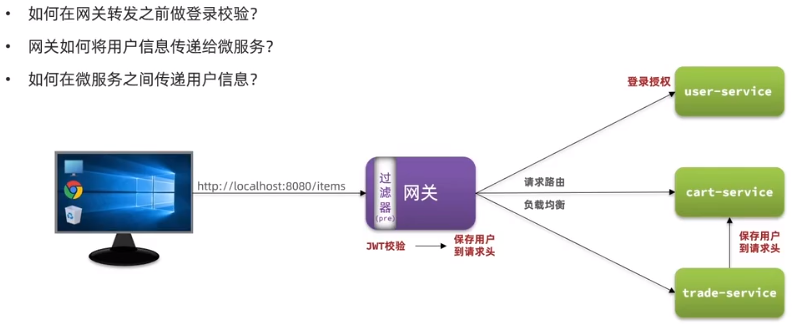 如何在网关转发之前做登录校验？
网关如何将用户信息传递给微服务？
如何在微服务之间传递用户信息？
登录授权
user-service
http://localhost:8080/items
过滤器
(pre)
网关
请求路由
负载均衡
cart-service
JWT校验
保存用户
到请求头
保存用户
到请求头
trade-service